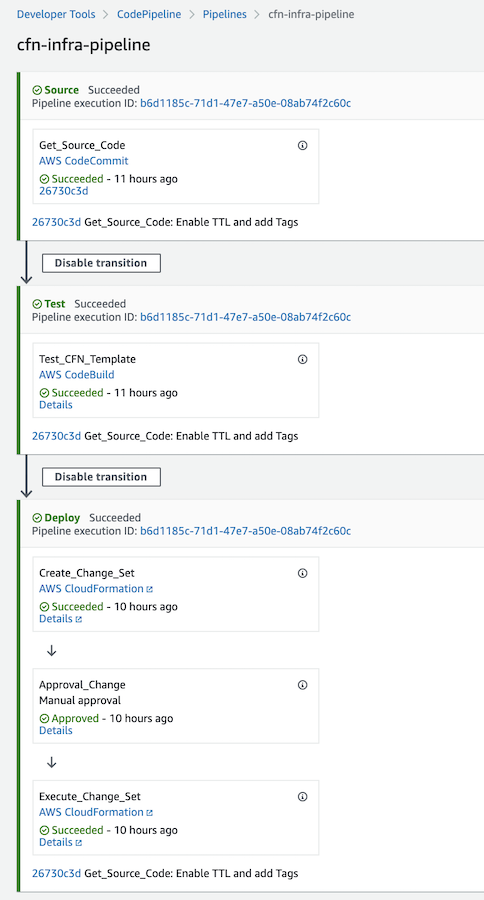 Developer Tools > CodePipeline > Pipelines > cfn-infra-pipeline
cfn-infra-pipeline
Source Succeeded
Pipeline execution ID: b6d1185c-71d1-47e7-a50e-08ab74f2c60c
Get_Source_Code
AWS CodeCommit
Succeeded - 11 hours ago
26730c3d
26730c3d Get_Source_Code: Enable TTL and add Tags
Disable transition
Test Succeeded
Pipeline execution ID: b6d1185c-71d1-47e7-a50e-08ab74f2c60c
Test_CFN_Template
AWS CodeBuild
Succeeded - 11 hours ago
Details
26730c3d Get_Source_Code: Enable TTL and add Tags
Disable transition
Deploy Succeeded
Pipeline execution ID: b6d1185c-71d1-47e7-a50e-08ab74f2c60c
Create_Change_Set
AWS CloudFormation
Succeeded - 10 hours ago
Details
Approval_Change
Manual approval
Approved - 10 hours ago
Details
Execute_Change_Set
AWS CloudFormation
Succeeded - 10 hours ago
Details
26730c3d Get_Source_Code: Enable TTL and add Tags